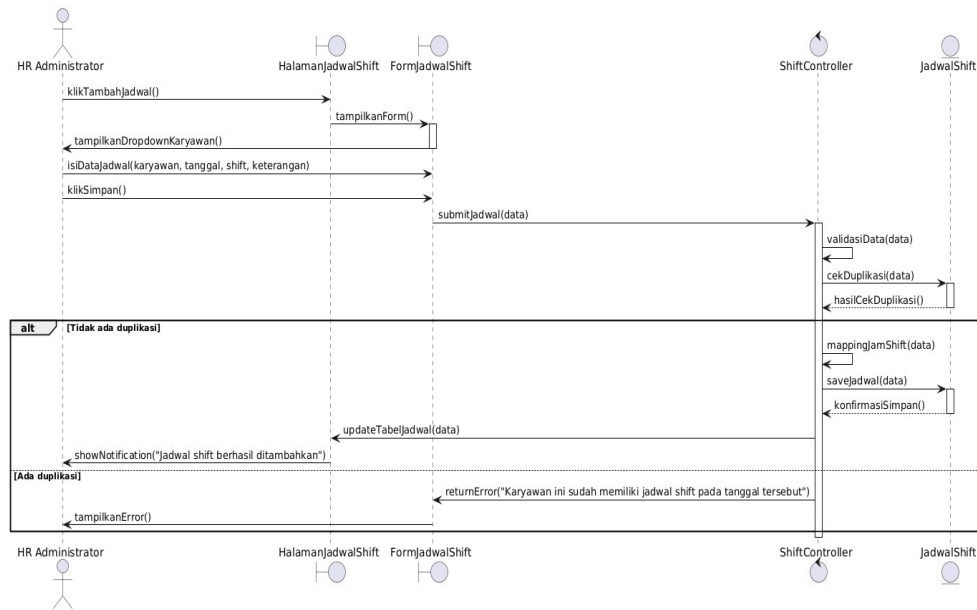 HR Administrator
HalamanJadwalShift
FormJadwalShift
ShiftController
JadwalShift
klikTambahJadwal()
tampilkanForm()
tampilkanDropdownKaryawan()
isiDataJadwal(karyawan, tanggal, shift, keterangan)
klikSimpan()
submitJadwal(data)
validasiData(data)
cekDuplikasi(data)
hasilCekDuplikasi()
alt
[Tidak ada duplikasi]
mappingJamShift(data)
saveJadwal(data)
konfirmasiSimpan()
updateTabelJadwal(data)
showNotification("Jadwal shift berhasil ditambahkan")
[Ada duplikasi]
returnError("Karyawan ini sudah memiliki jadwal shift pada tanggal tersebut")
tampilkanError()
HR Administrator
HalamanJadwalShift
FormJadwalShift
ShiftController
JadwalShift